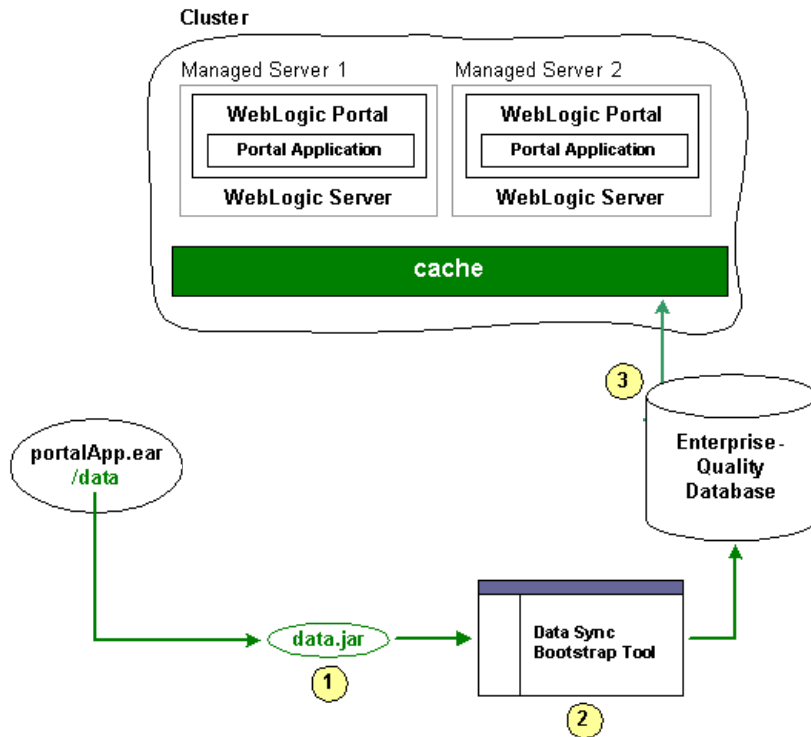 Cluster
Managed Server 1
Managed Server 2
WebLogic Portal
WebLogic Portal
Portal Application
Portal Application
WebLogic Server
WebLogic Server
cache
3
portalApp.ear
/data
Enterprise-
Quality
Database
data.jar
Data Sync
Bootstrap Tool
1
2